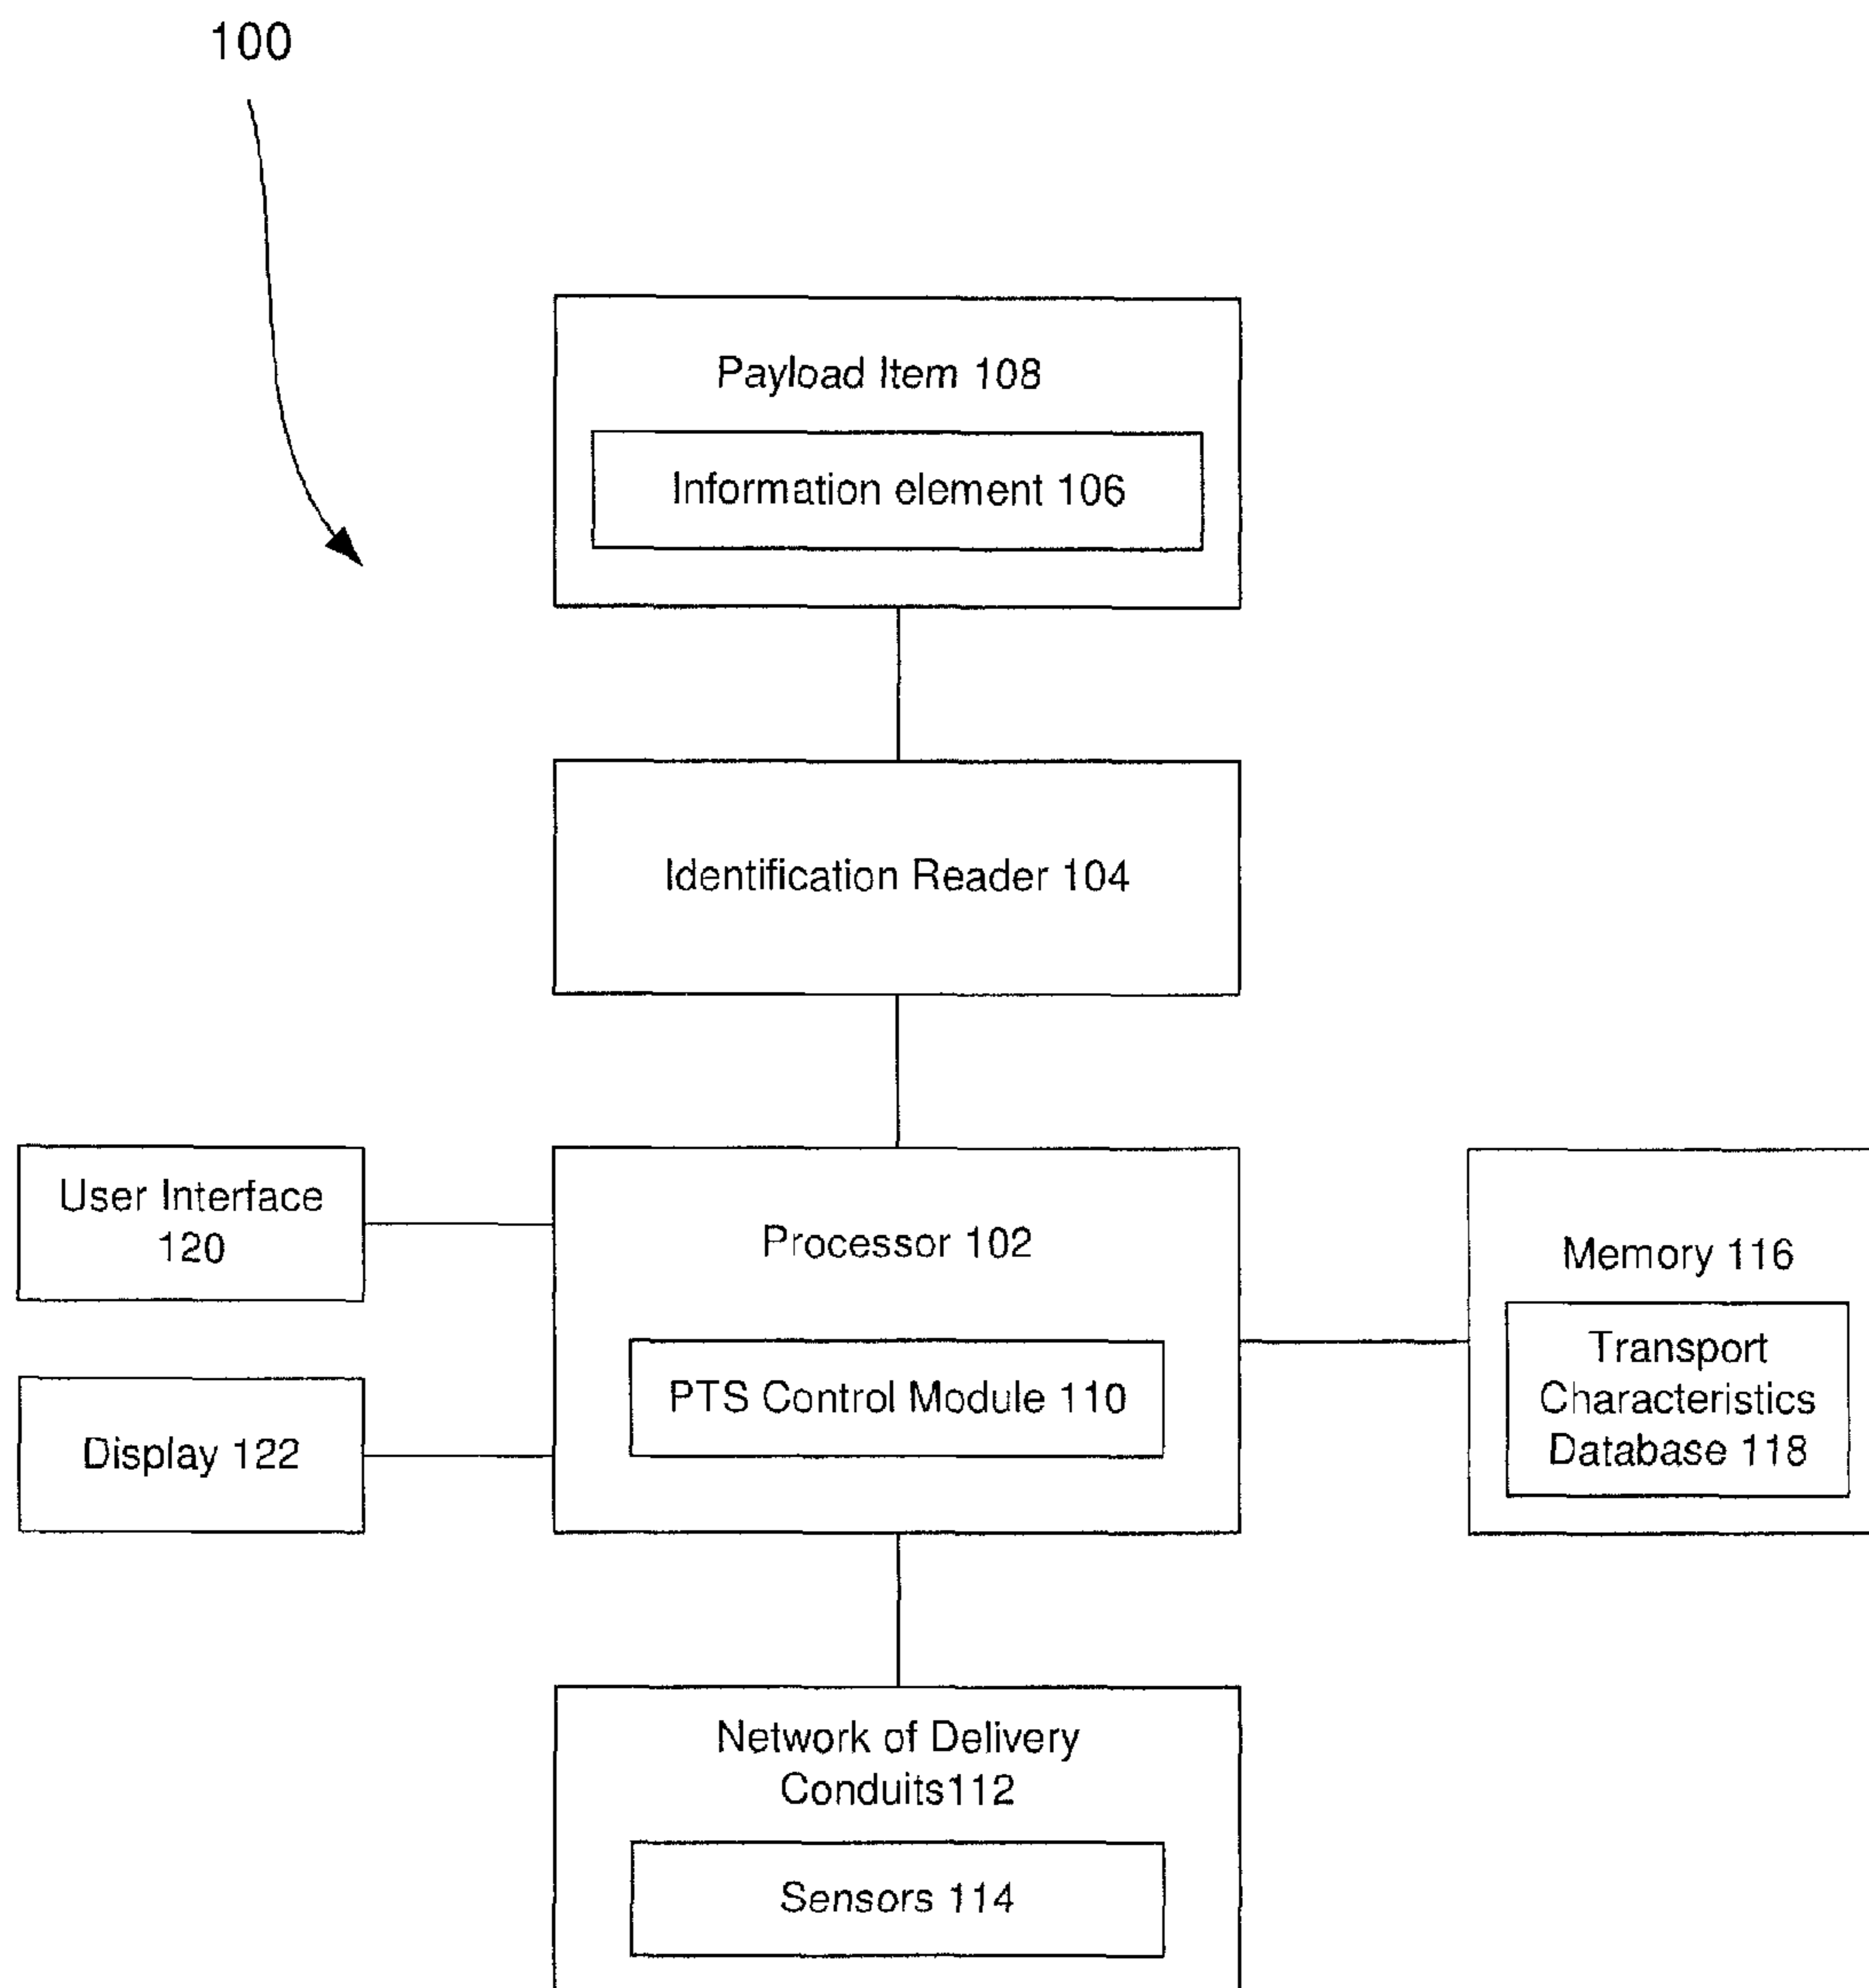 100
Payload Item 108
Information element 106
Identification Reader 104
User Interface
120
Processor 102
Memory 116
Transport
Characteristics
Database 118
PTS Control Module 110
Display 122
Network of Delivery
Conduits112
Sensors 114